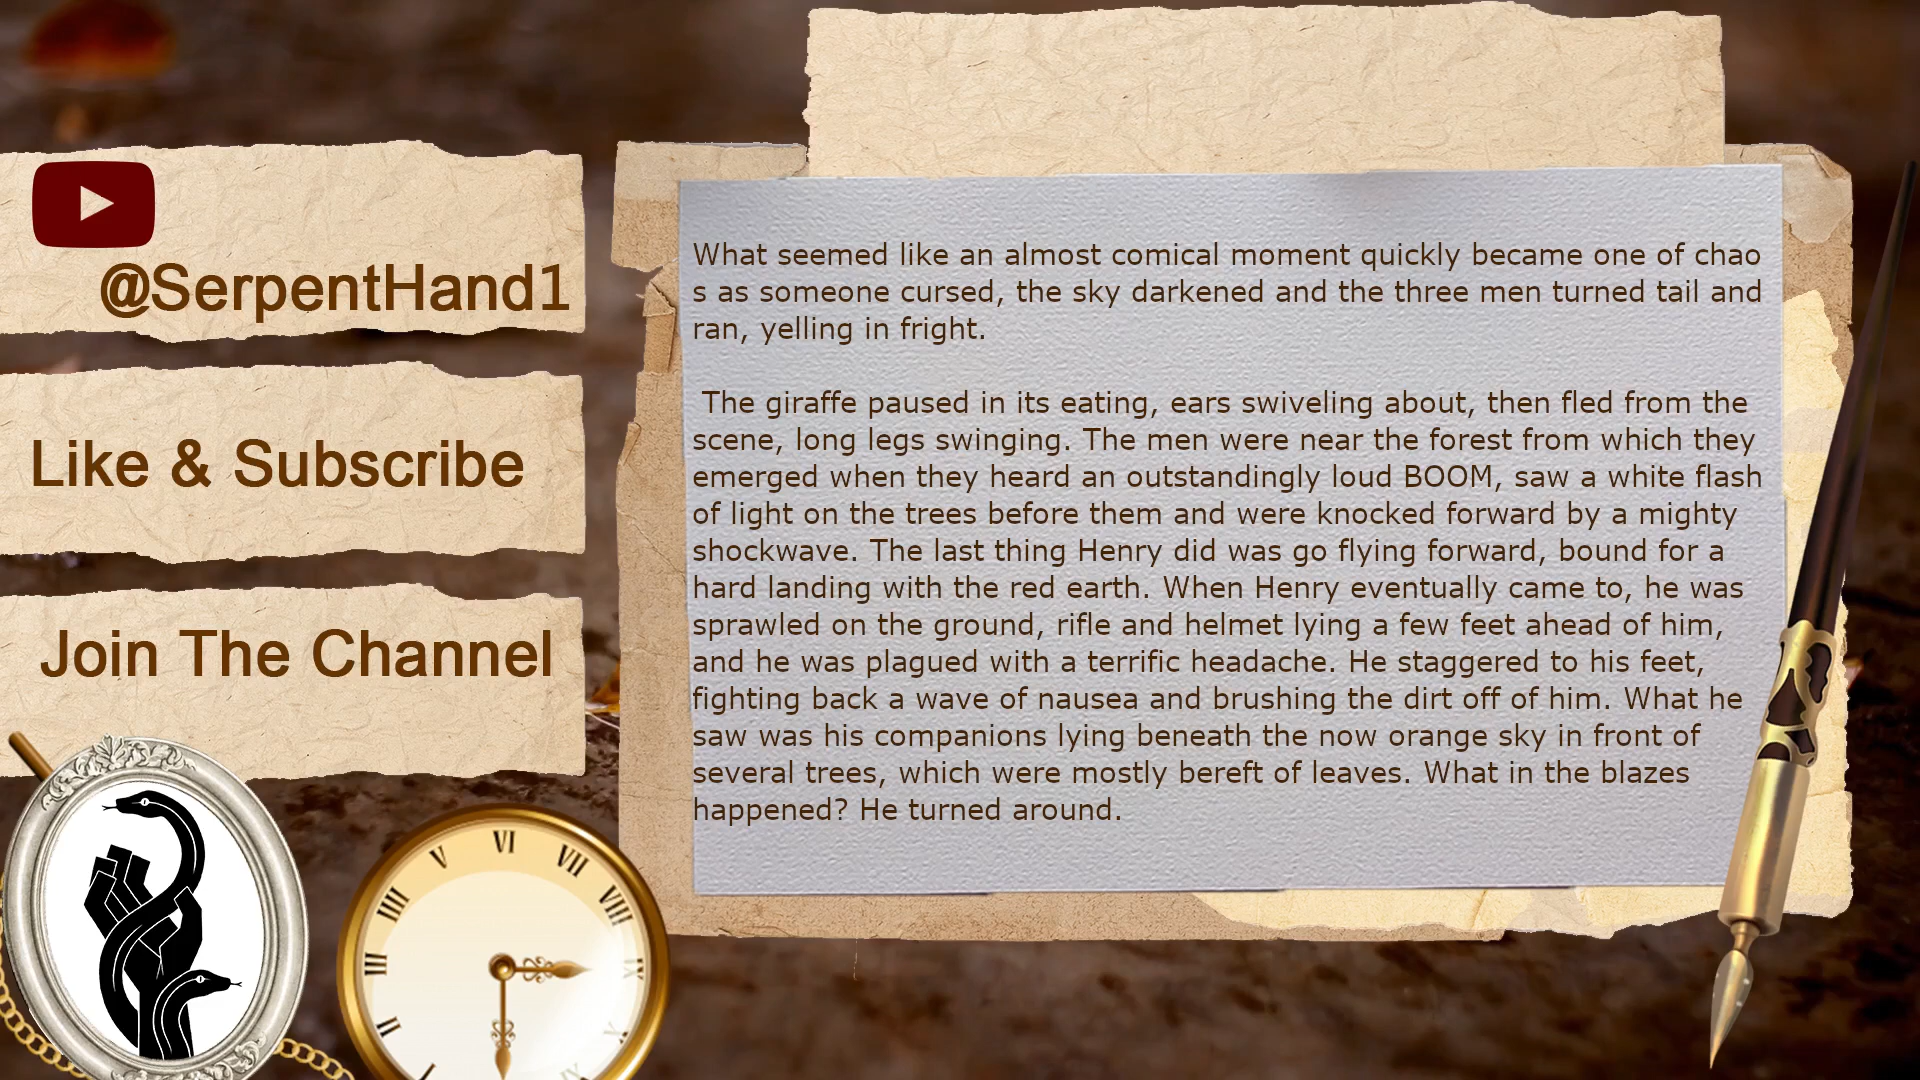 @SerpentHand1
Like & Subscribe
Join The Channel
What seemed like an almost comical moment quickly became one of chao
s as someone cursed, the sky darkened and the three men turned tail and
ran, yelling in fright.
The giraffe paused in its eating, ears swiveling about, then fled from the
scene, long legs swinging. The men were near the forest from which they
emerged when they heard an outstandingly loud BOOM, saw a white flash
of light on the trees before them and were knocked forward by a mighty
shockwave. The last thing Henry did was go flying forward, bound for a
hard landing with the red earth. When Henry eventually came to, he was
sprawled on the ground, rifle and helmet lying a few feet ahead of him,
and he was plagued with a terrific headache. He staggered to his feet,
fighting back a wave of nausea and brushing the dirt off of him. What he
saw was his companions lying beneath the now orange sky in front of
several trees, which were mostly bereft of leaves. What in the blazes
happened? He turned around.
II
III
IIII
V
VI
VII
VIII
IX
X